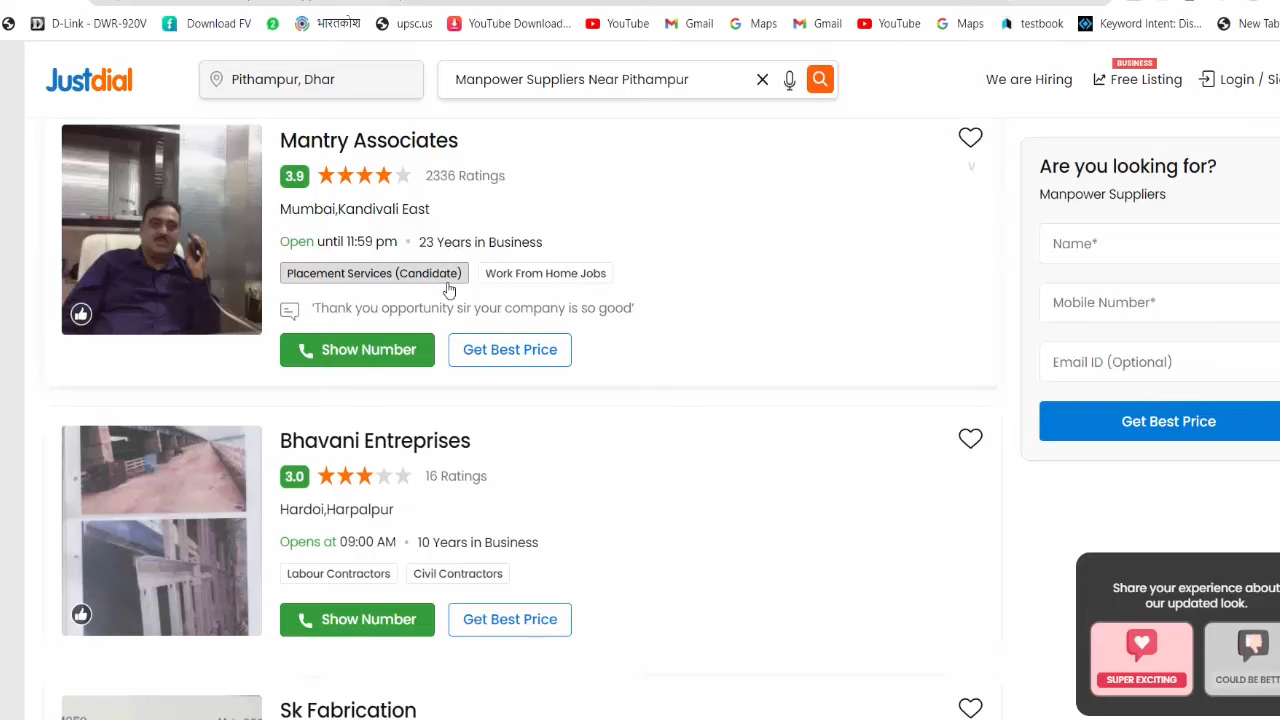 D-Link - DWR-920V Download FV भारतकोश upsc.us YouTube Download... YouTube Gmail Maps Gmail YouTube Maps testbook Keyword Intent: Dis... New Tab
Justdial Pithampur, Dhar Manpower Suppliers Near Pithampur We are Hiring BUSINESS Free Listing Login / Si
Mantry Associates
3.9 2336 Ratings
Mumbai,Kandivali East
Open until 11:59 pm • 23 Years in Business
Placement Services (Candidate) Work From Home Jobs
'Thank you opportunity sir your company is so good'
Show Number Get Best Price
Bhavani Entreprises
3.0 16 Ratings
Hardoi,Harpalpur
Opens at 09:00 AM • 10 Years in Business
Labour Contractors Civil Contractors
Show Number Get Best Price
Sk Fabrication
Are you looking for?
Manpower Suppliers
Name*
Mobile Number*
Email ID (Optional)
Get Best Price
Share your experience about
our updated look.
SUPER EXCITING COULD BE BETT